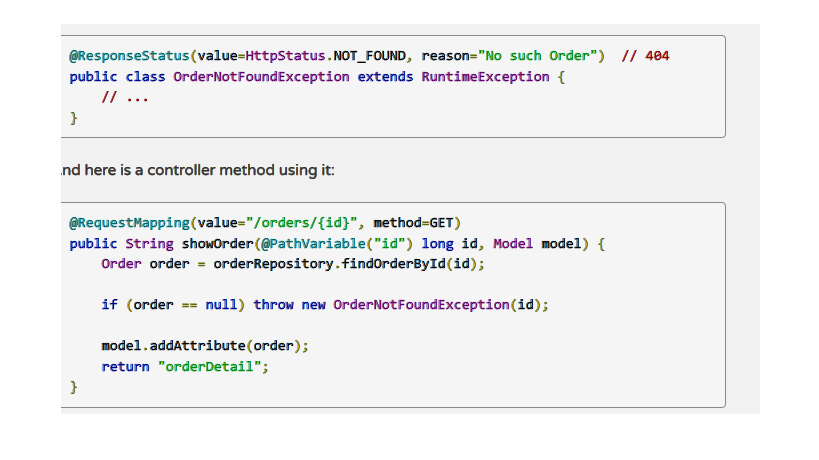 @ResponseStatus(value=HttpStatus.NOT_FOUND, reason="No such Order")  // 404
public class OrderNotFoundException extends RuntimeException {
    // ...
}
nd here is a controller method using it:
@RequestMapping(value="/orders/{id}", method=GET)
public String showOrder(@PathVariable("id") long id, Model model) {
    Order order = orderRepository.findOrderById(id);
    if (order == null) throw new OrderNotFoundException(id);
    model.addAttribute(order);
    return "orderDetail";
}